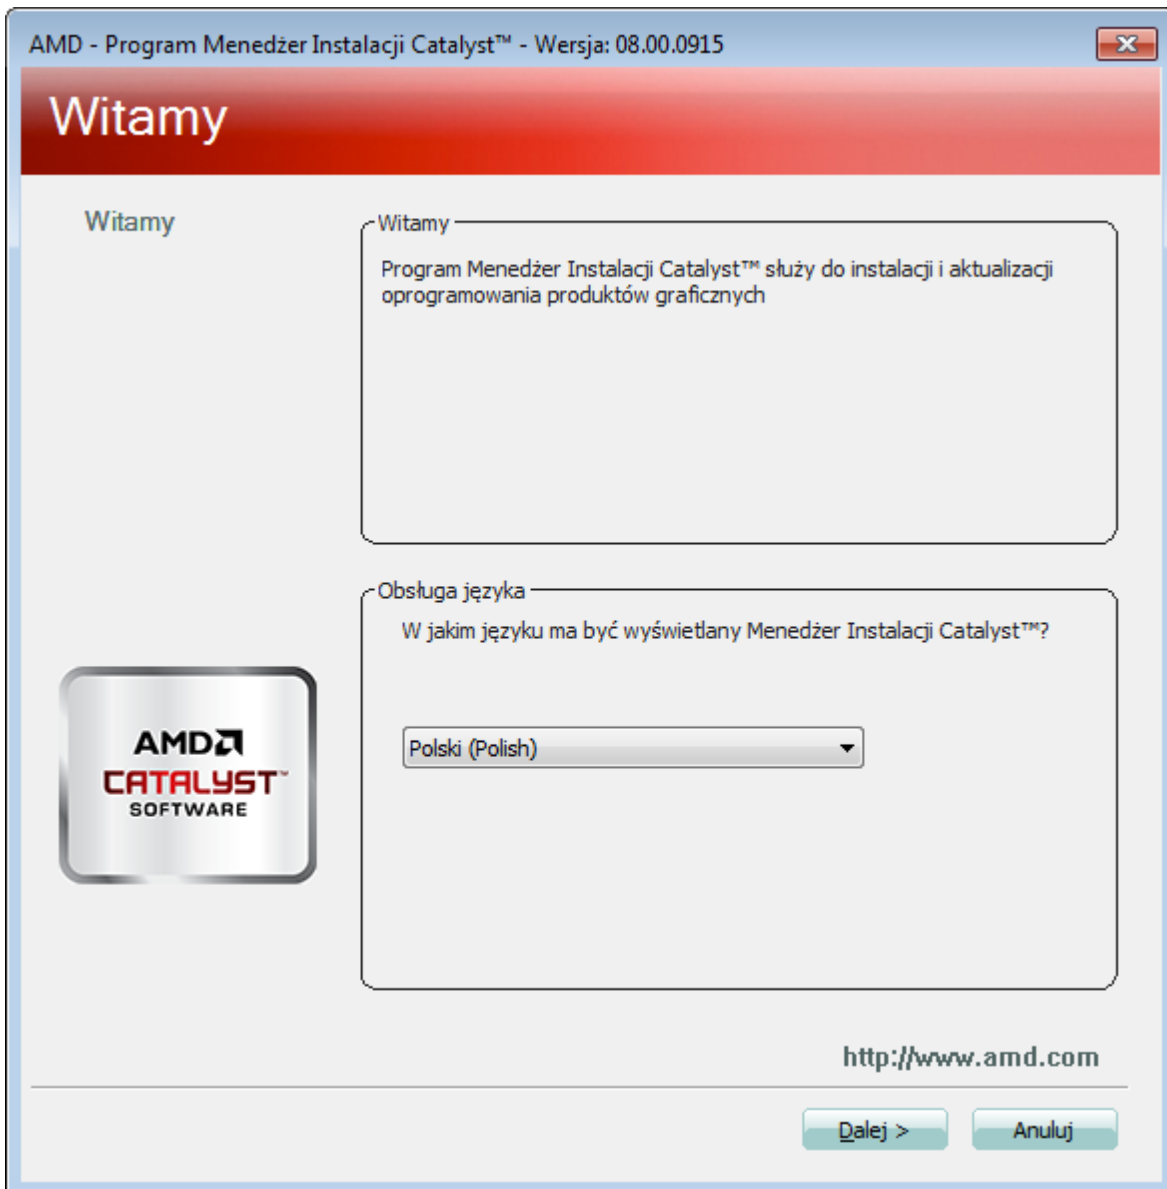 AMD - Program Menedżer Instalacji Catalyst™ - Wersja: 08.00.0915
Witamy
Witamy
Witamy
Program Menedżer Instalacji Catalyst™ służy do instalacji i aktualizacji
oprogramowania produktów graficznych
Obsługa języka
W jakim języku ma być wyświetlany Menedżer Instalacji Catalyst™?
Polski (Polish)
AMD
CATALYST™
SOFTWARE
http://www.amd.com
Dalej >
Anuluj